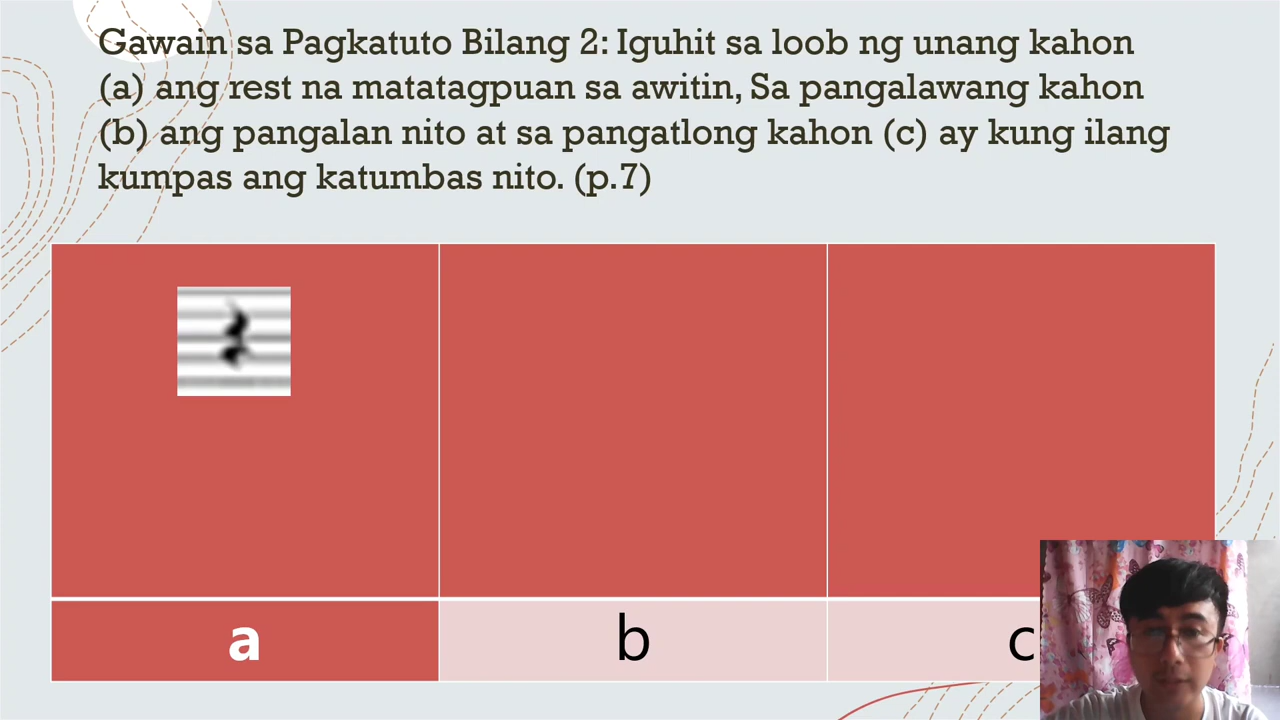 Gawain sa Pagkatuto Bilang 2: Iguhit sa loob ng unang kahon
(a) ang rest na matatagpuan sa awitin, Sa pangalawang kahon
(b) ang pangalan nito at sa pangatlong kahon (c) ay kung ilang
kumpas ang katumbas nito. (p.7)
a
b
c